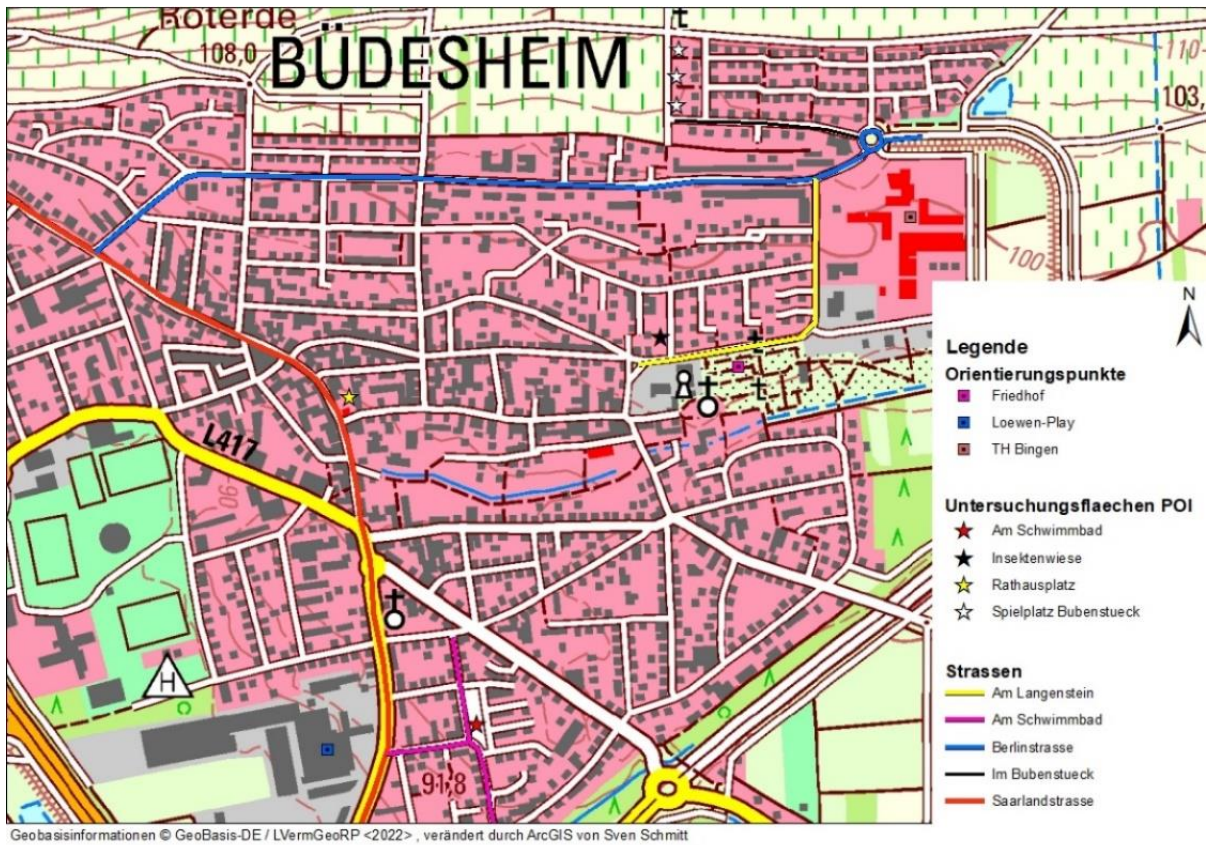 Roterde
108,0
BÜDESHEIM
110
103,
100
L417
90
H
91,8
N
Legende
Orientierungspunkte
Friedhof
Loewen-Play
TH Bingen
Untersuchungsflaechen POI
Am Schwimmbad
Insektenwiese
Rathausplatz
Spielplatz Bubenstueck
Strassen
Am Langenstein
Am Schwimmbad
Berlinstrasse
Im Bubenstueck
Saarlandstrasse
Geobasisinformationen © GeoBasis-DE / LVermGeoRP <2022> , verändert durch ArcGIS von Sven Schmitt